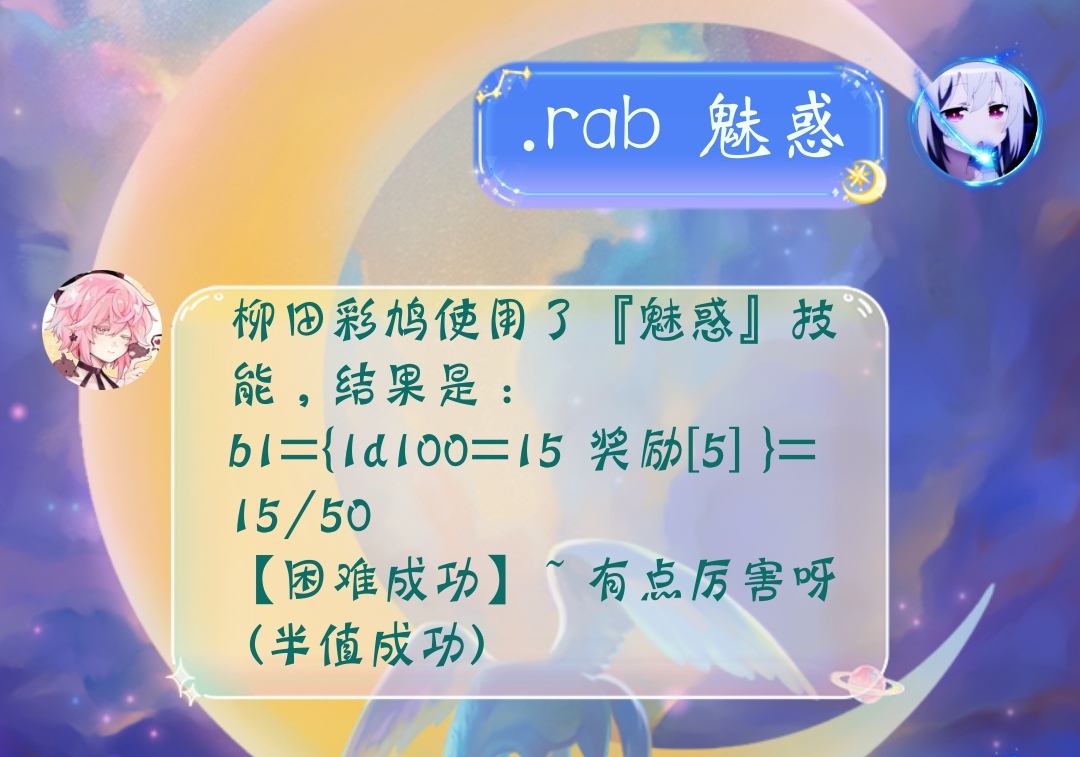 .rab 魅惑
柳田彩鸠使用了『魅惑』技
能，结果是：
b1={1d100=15 奖励[5] }=
15/50
【困难成功】~有点厉害呀
(半值成功)